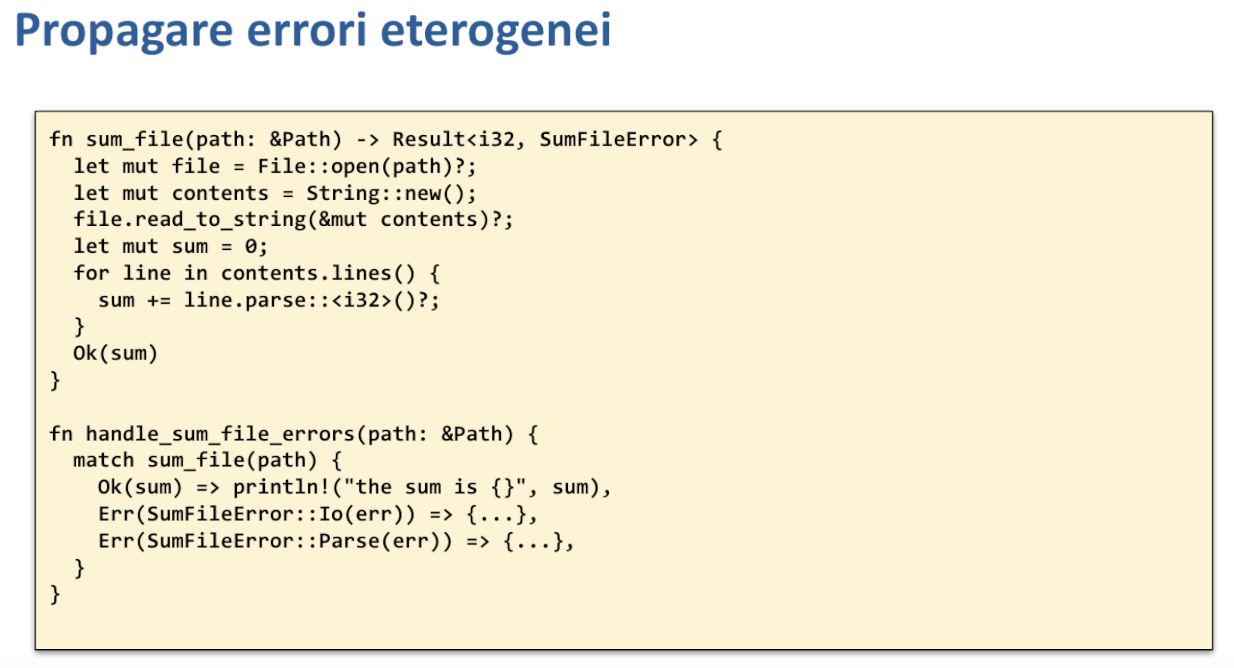 Propagare errori eterogenei
fn sum_file(path: &Path) -> Result<i32, SumFileError> {
  let mut file = File::open(path)?;
  let mut contents = String::new();
  file.read_to_string(&mut contents)?;
  let mut sum = 0;
  for line in contents.lines() {
    sum += line.parse::<i32>()?;
  }
  Ok(sum)
}

fn handle_sum_file_errors(path: &Path) {
  match sum_file(path) {
    Ok(sum) => println!("the sum is {}", sum),
    Err(SumFileError::Io(err)) => {...},
    Err(SumFileError::Parse(err)) => {...},
  }
}